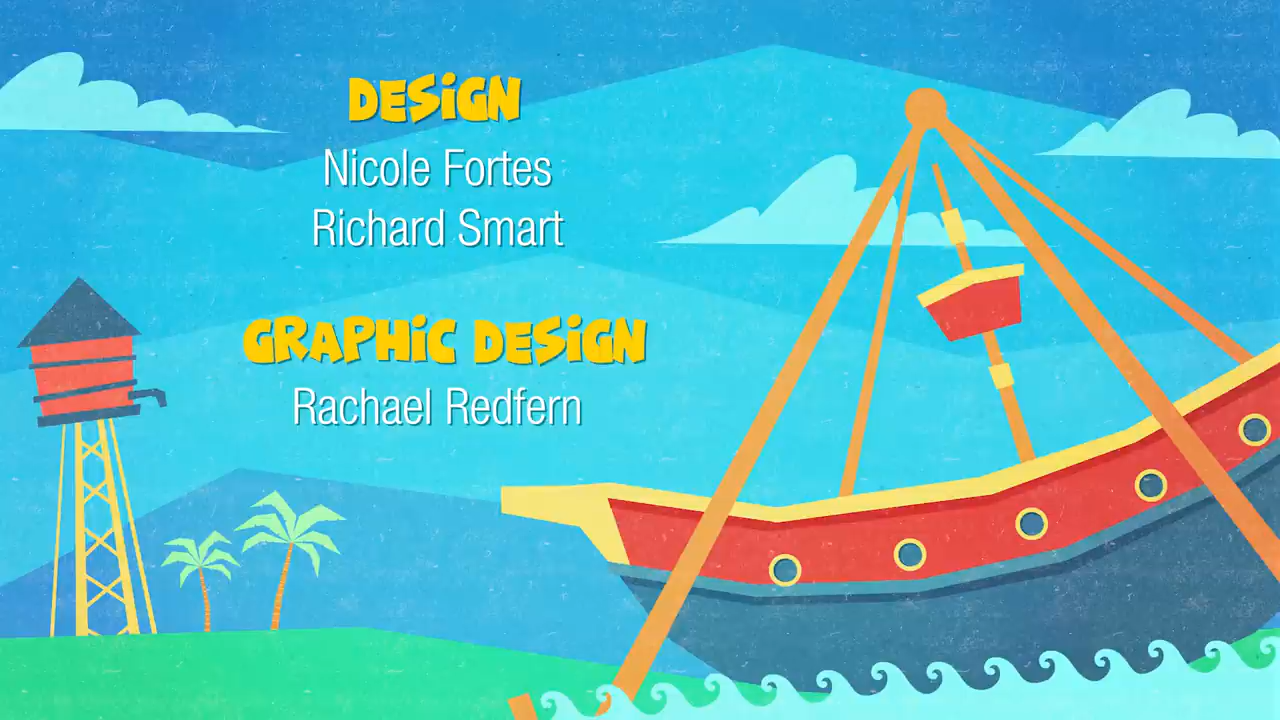 DESiGN
Nicole Fortes
Richard Smart
GRAPHiC DESiGN
Rachael Redfern